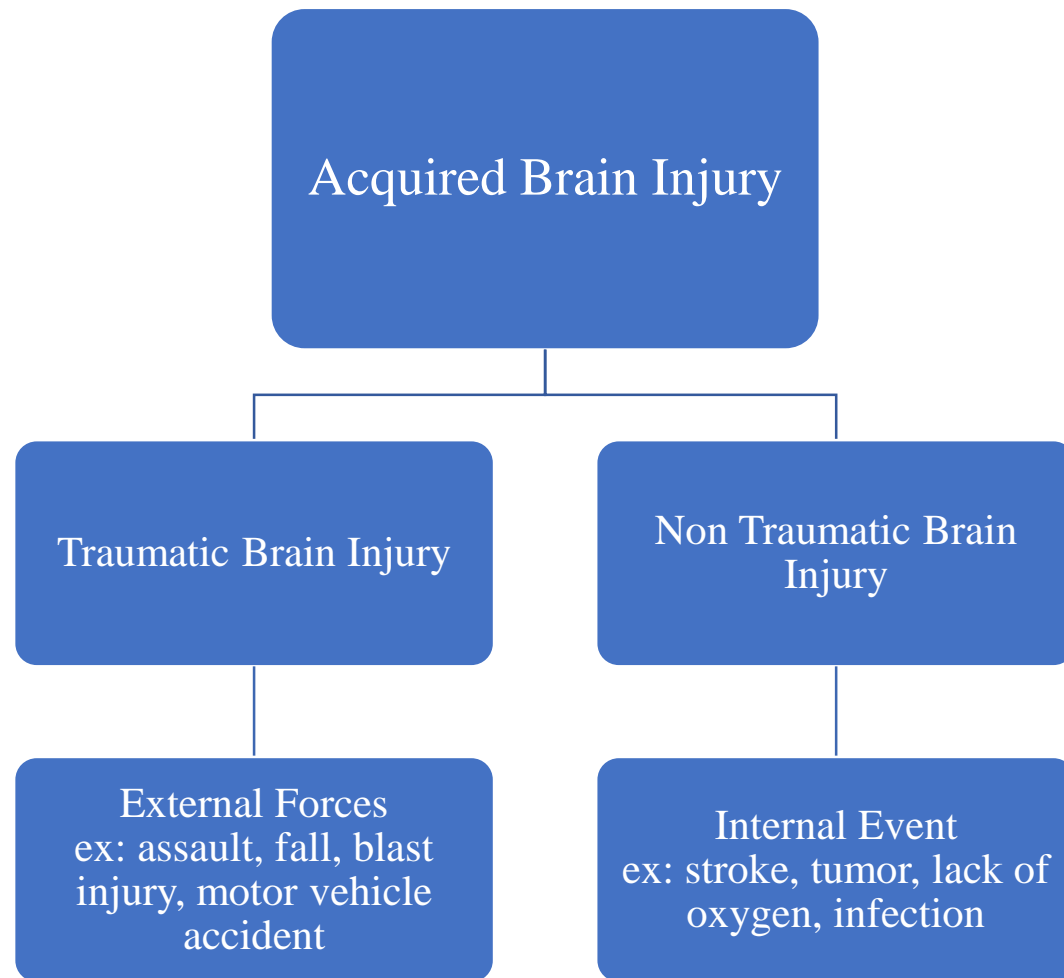 Acquired Brain Injury
Traumatic Brain Injury
Non Traumatic Brain
Injury
External Forces
ex: assault, fall, blast
injury, motor vehicle
accident
Internal Event
ex: stroke, tumor, lack of
oxygen, infection